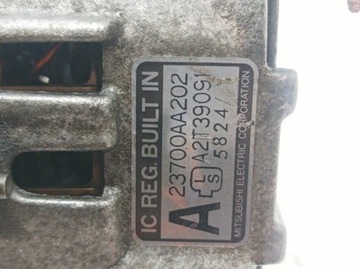 IC REG. BUILT IN
23700AA202
A L S A2T39091
5824/
MITSUBISHI ELECTRIC CORPORATION